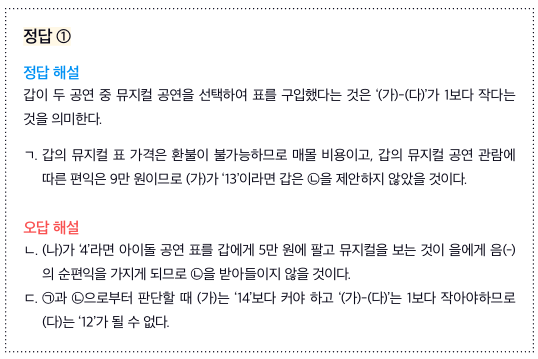 정답 ①
정답 해설
갑이 두 공연 중 뮤지컬 공연을 선택하여 표를 구입했다는 것은 ‘(가)-(다)’가 1보다 작다는
것을 의미한다.
ㄱ. 갑의 뮤지컬 표 가격은 환불이 불가능하므로 매몰 비용이고, 갑의 뮤지컬 공연 관람에
따른 편익은 9만 원이므로 (가)가 ‘13’이라면 갑은 ㉡을 제안하지 않았을 것이다.
오답 해설
ㄴ. (나)가 ‘4’라면 아이돌 공연 표를 갑에게 5만 원에 팔고 뮤지컬을 보는 것이 을에게 음(-)
의 순편익을 가지게 되므로 ㉡을 받아들이지 않을 것이다.
ㄷ. ㉠과 ㉡으로부터 판단할 때 (가)는 ‘14’보다 커야 하고 ‘(가)-(다)’는 1보다 작아야하므로
(다)는 ‘12’가 될 수 없다.